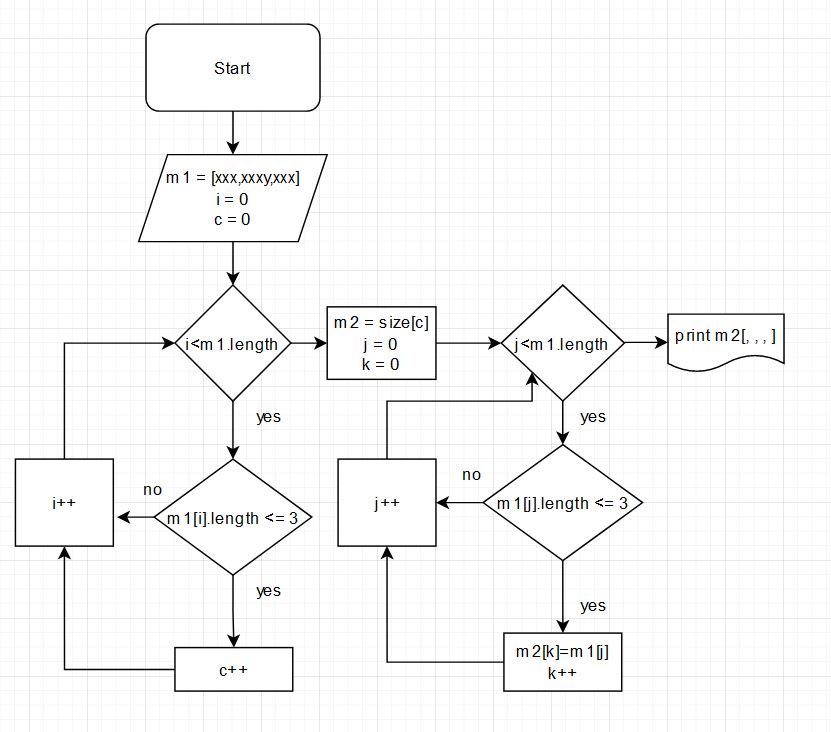 Start
m1 = [xxx,xxxy,xxx]
i = 0
c = 0
i<m1.length
m2 = size[c]
j = 0
k = 0
j<m1.length
print m2[, , , ]
yes
yes
i++
no
m1[i].length <= 3
j++
no
m1[j].length <= 3
yes
yes
c++
m2[k]=m1[j]
k++